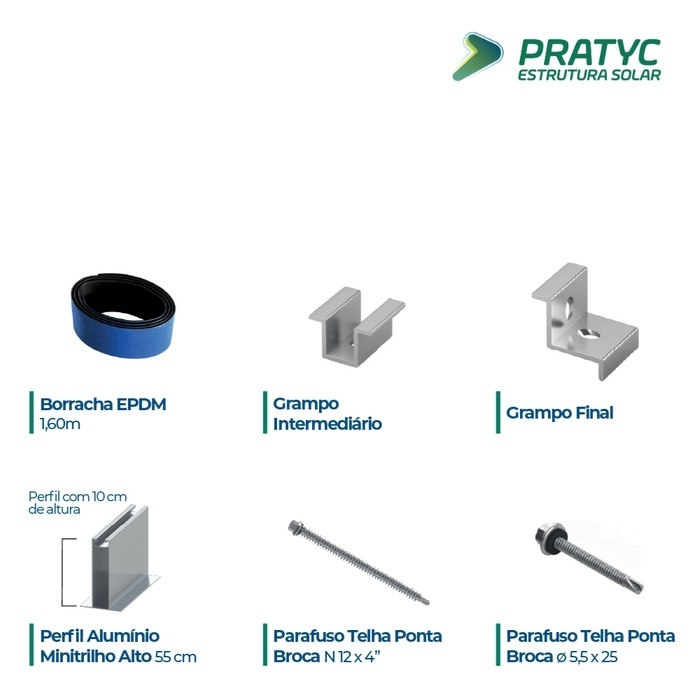 PRATYC
ESTRUTURA SOLAR
Borracha EPDM
1,60m
Grampo
Intermediário
Grampo Final
Perfil com 10 cm
de altura
Perfil Alumínio
Minitrilho Alto 55 cm
Parafuso Telha Ponta
Broca N 12 x 4”
Parafuso Telha Ponta
Broca ø 5,5 x 25